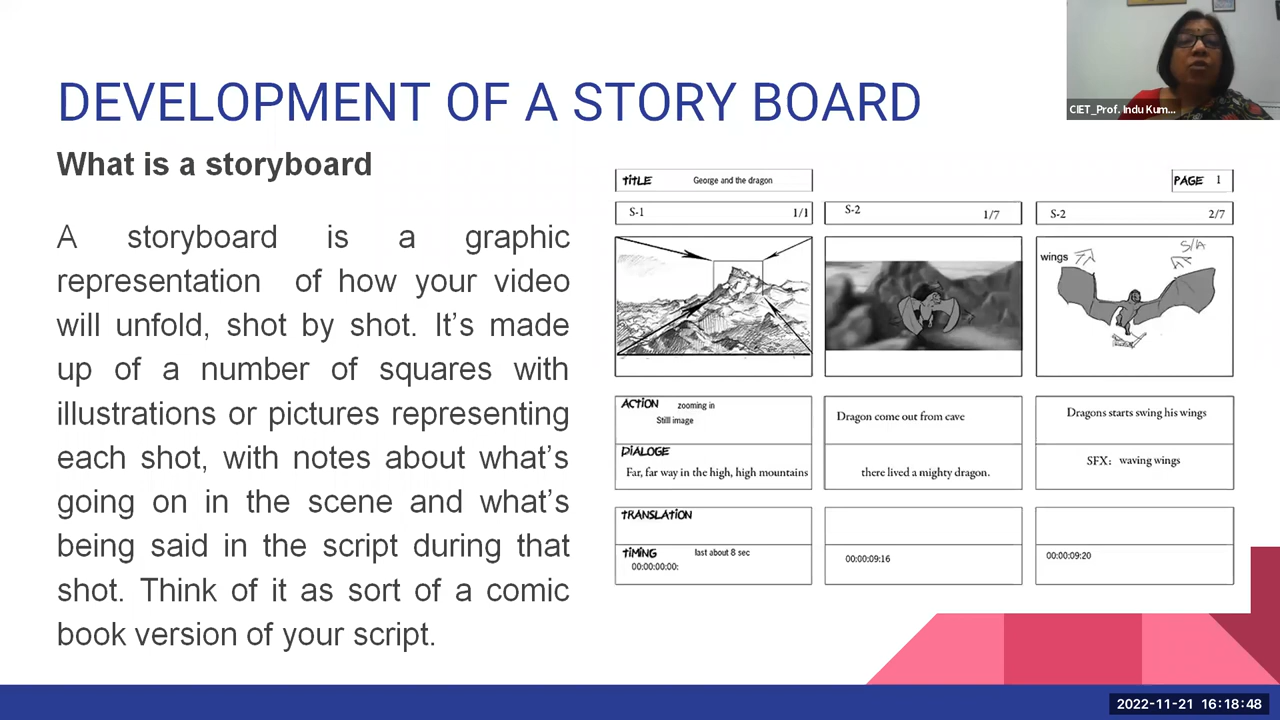 DEVELOPMENT OF A STORY BOARD
CIET_Prof. Indu Kum...
What is a storyboard
A storyboard is a graphic
representation of how your video
will unfold, shot by shot. It's made
up of a number of squares with
illustrations or pictures representing
each shot, with notes about what's
going on in the scene and what's
being said in the script during that
shot. Think of it as sort of a comic
book version of your script.
TITLE George and the dragon
PAGE 1
S-1 1/1
S-2 1/7
S-2 2/7
wings
S/A
ACTION zooming in
Still image
Dragon come out from cave
Dragons starts swing his wings
DIALOGE
Far, far way in the high, high mountains
there lived a mighty dragon.
SFX: waving wings
TRANSLATION
TIMING last about 8 sec
00:00:00:00:
00:00:09:16
00:00:09:20
2022-11-21 16:18:48